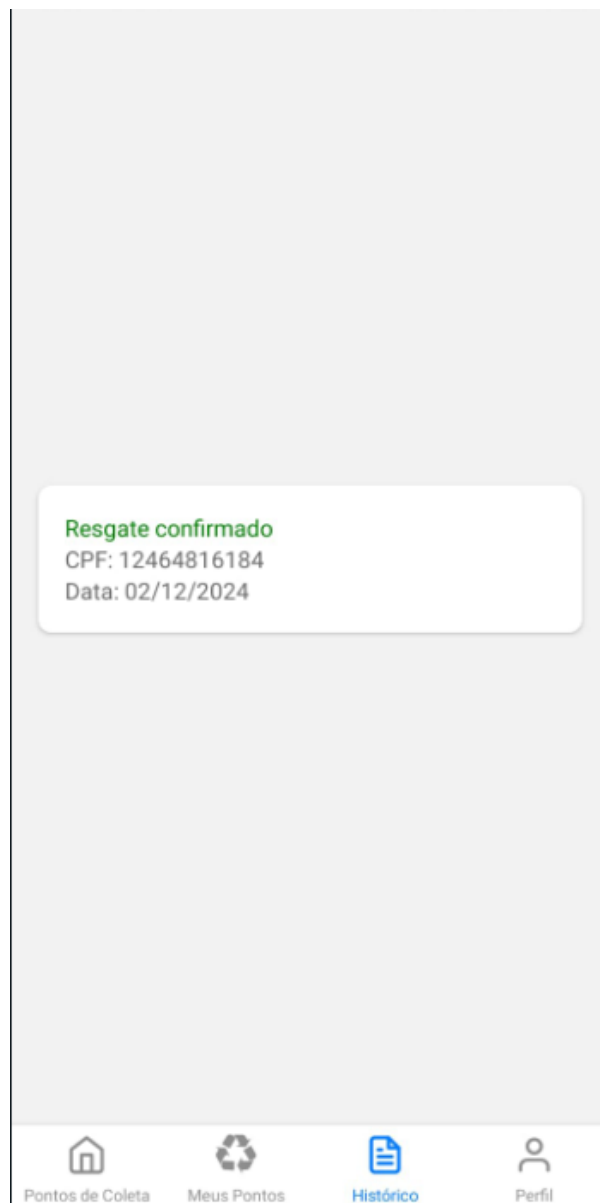 Resgate confirmado
CPF: 12464816184
Data: 02/12/2024
Pontos de Coleta
Meus Pontos
Histórico
Perfil